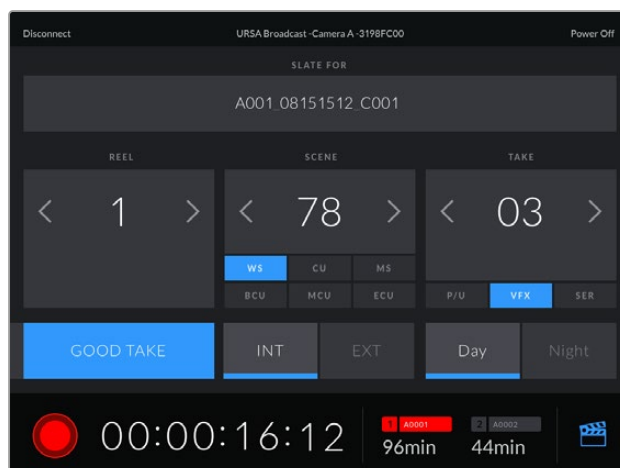 Disconnect URSA Broadcast -Camera A -3198FC00 Power Off
SLATE FOR
A001_08151512_C001
REEL SCENE TAKE
1 78 03
WS CU MS
BCU MCU ECU P/U VFX SER
GOOD TAKE INT EXT Day Night
1 A0001 2 A0002
00:00:16:12 96min 44min